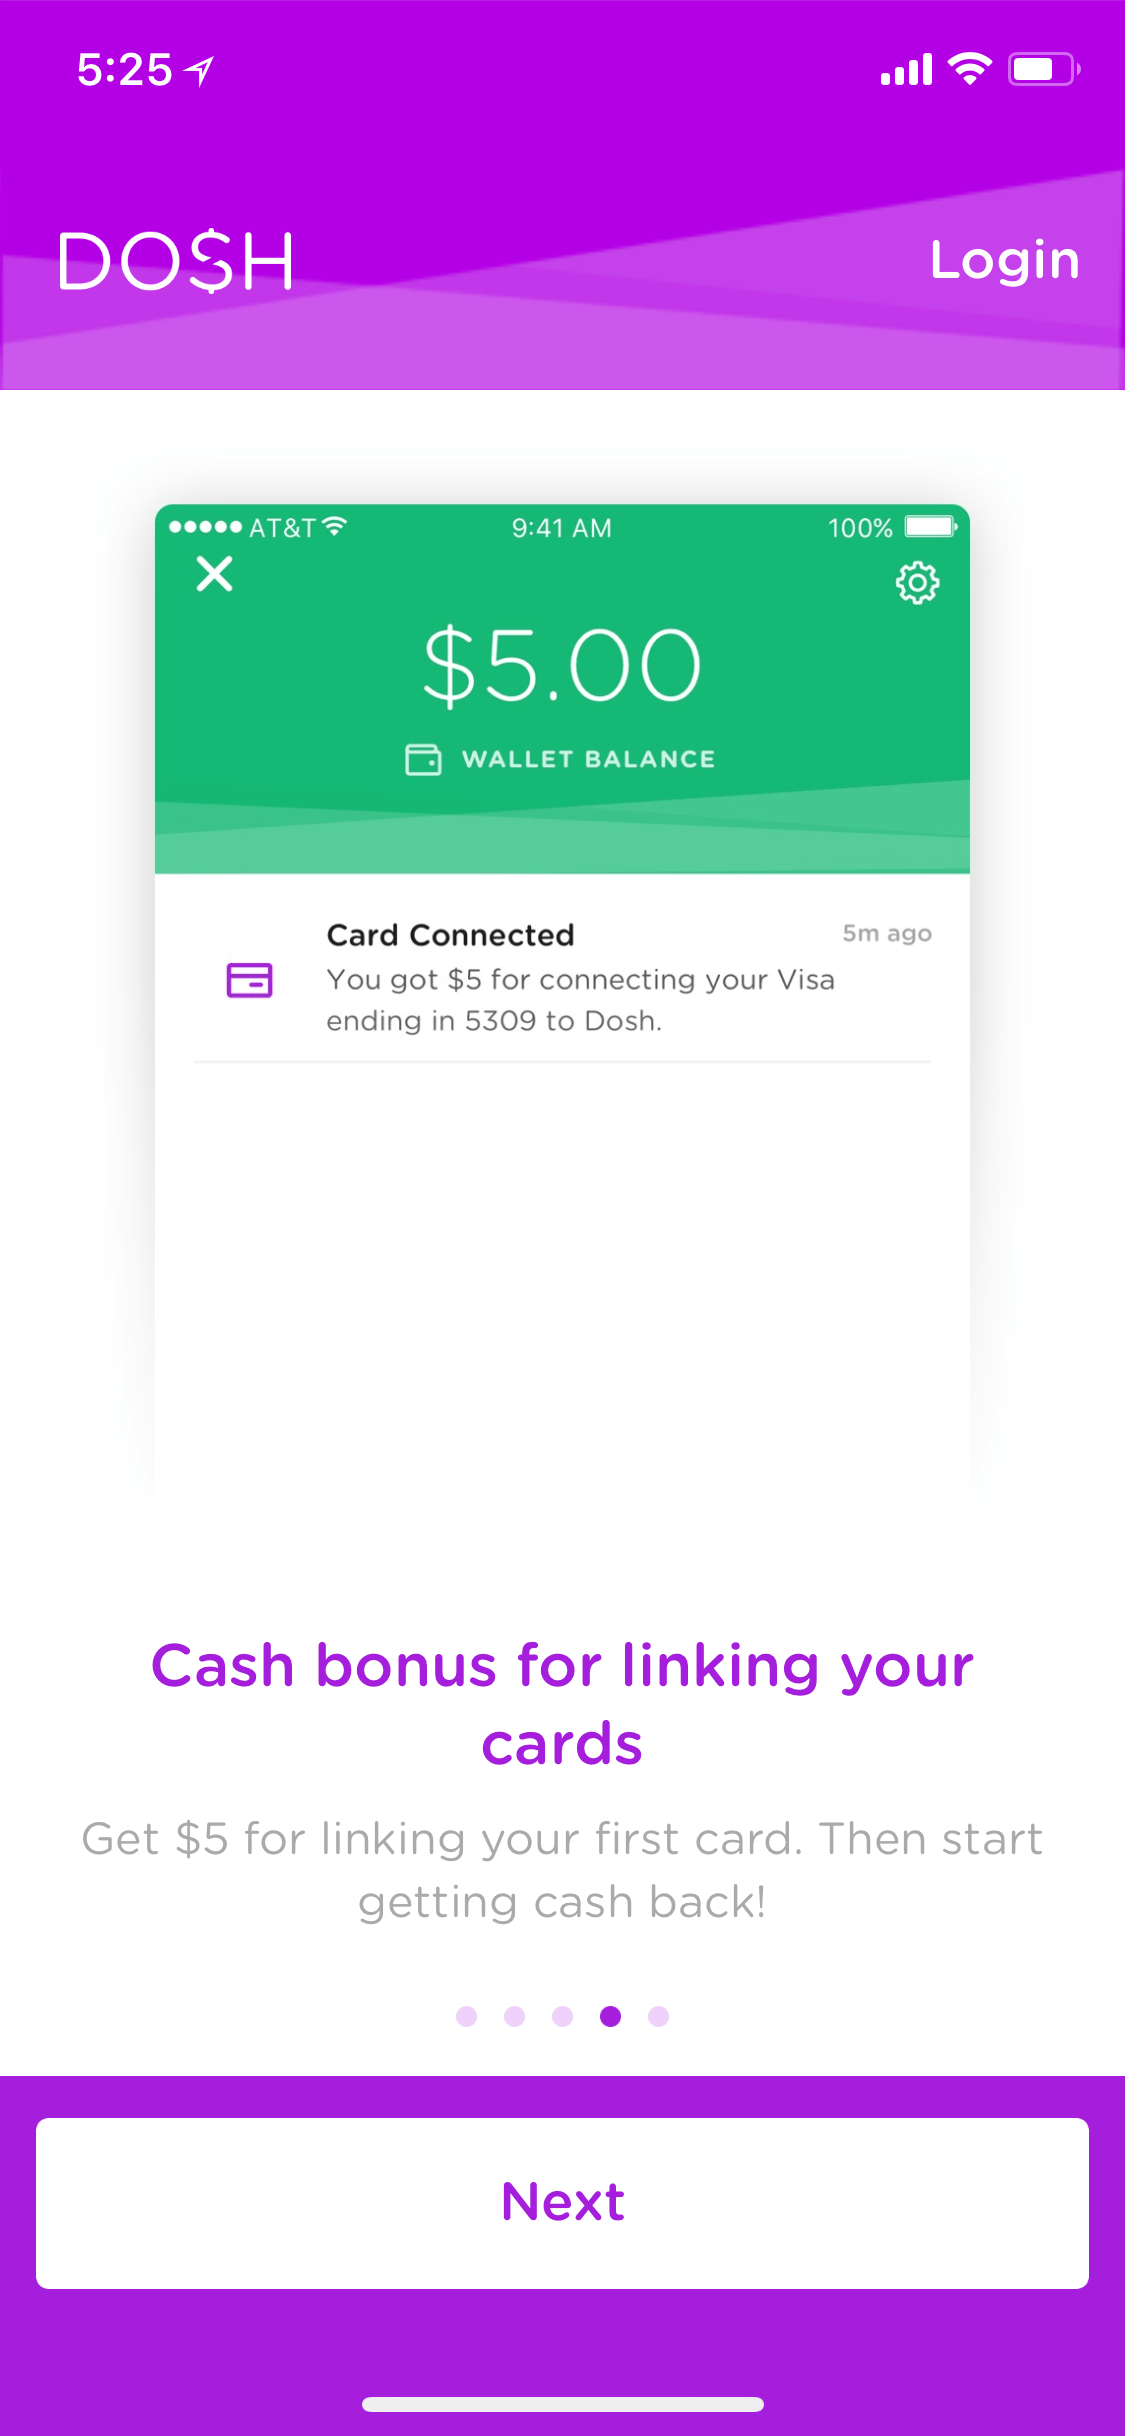 5:25
DO$H
Login
AT&T 9:41 AM 100%
$5.00
WALLET BALANCE
Card Connected 5m ago
You got $5 for connecting your Visa
ending in 5309 to Dosh.
Cash bonus for linking your
cards
Get $5 for linking your first card. Then start
getting cash back!
Next